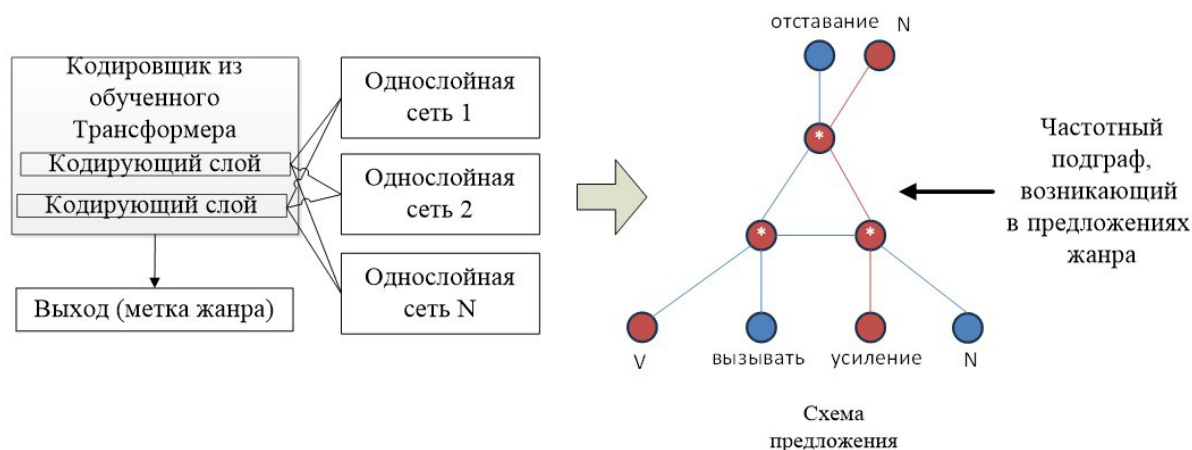 Кодировщик из
обученного
Трансформера
Кодирующий слой
Кодирующий слой
Выход (метка жанра)
Однослойная
сеть 1
Однослойная
сеть 2
Однослойная
сеть N
отставание N
*
* *
V вызывать усиление N
Схема
предложения
Частотный
подграф,
возникающий
в предложениях
жанра